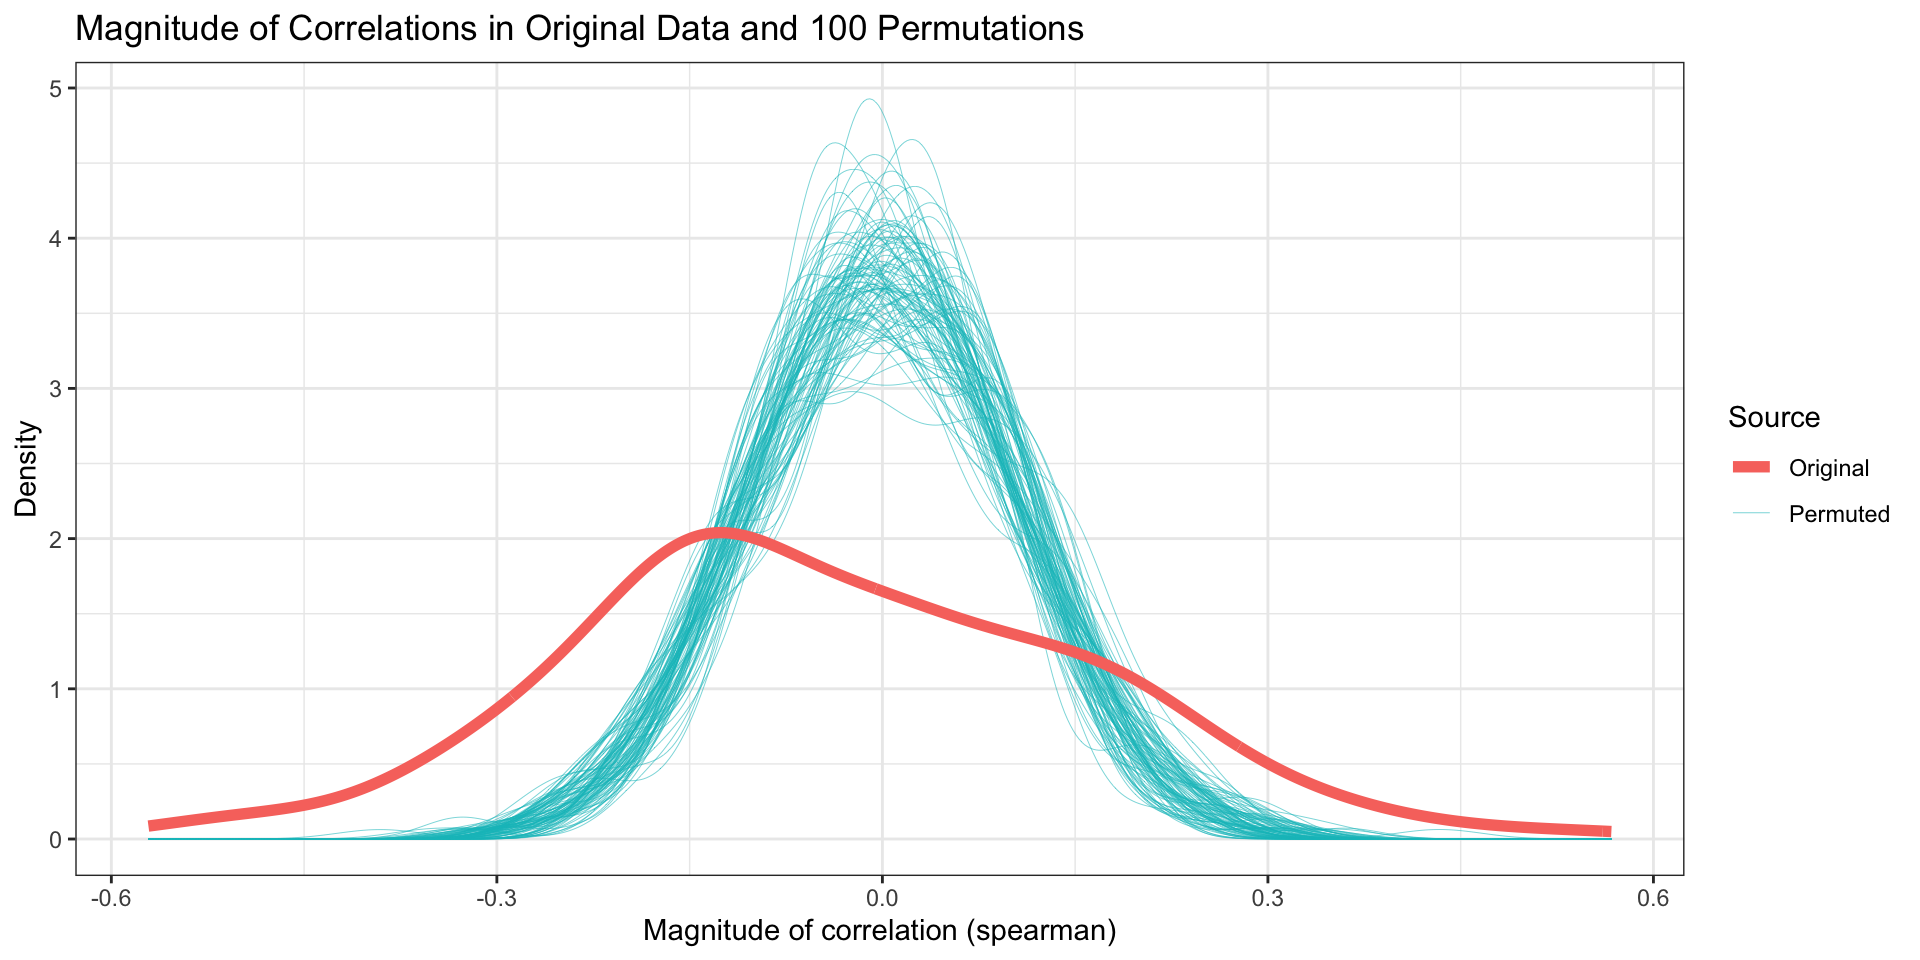 Magnitude of Correlations in Original Data and 100 Permutations
5
4
3
2
1
0
Density
-0.6
-0.3
0.0
0.3
0.6
Magnitude of correlation (spearman)
Source
Original
Permuted